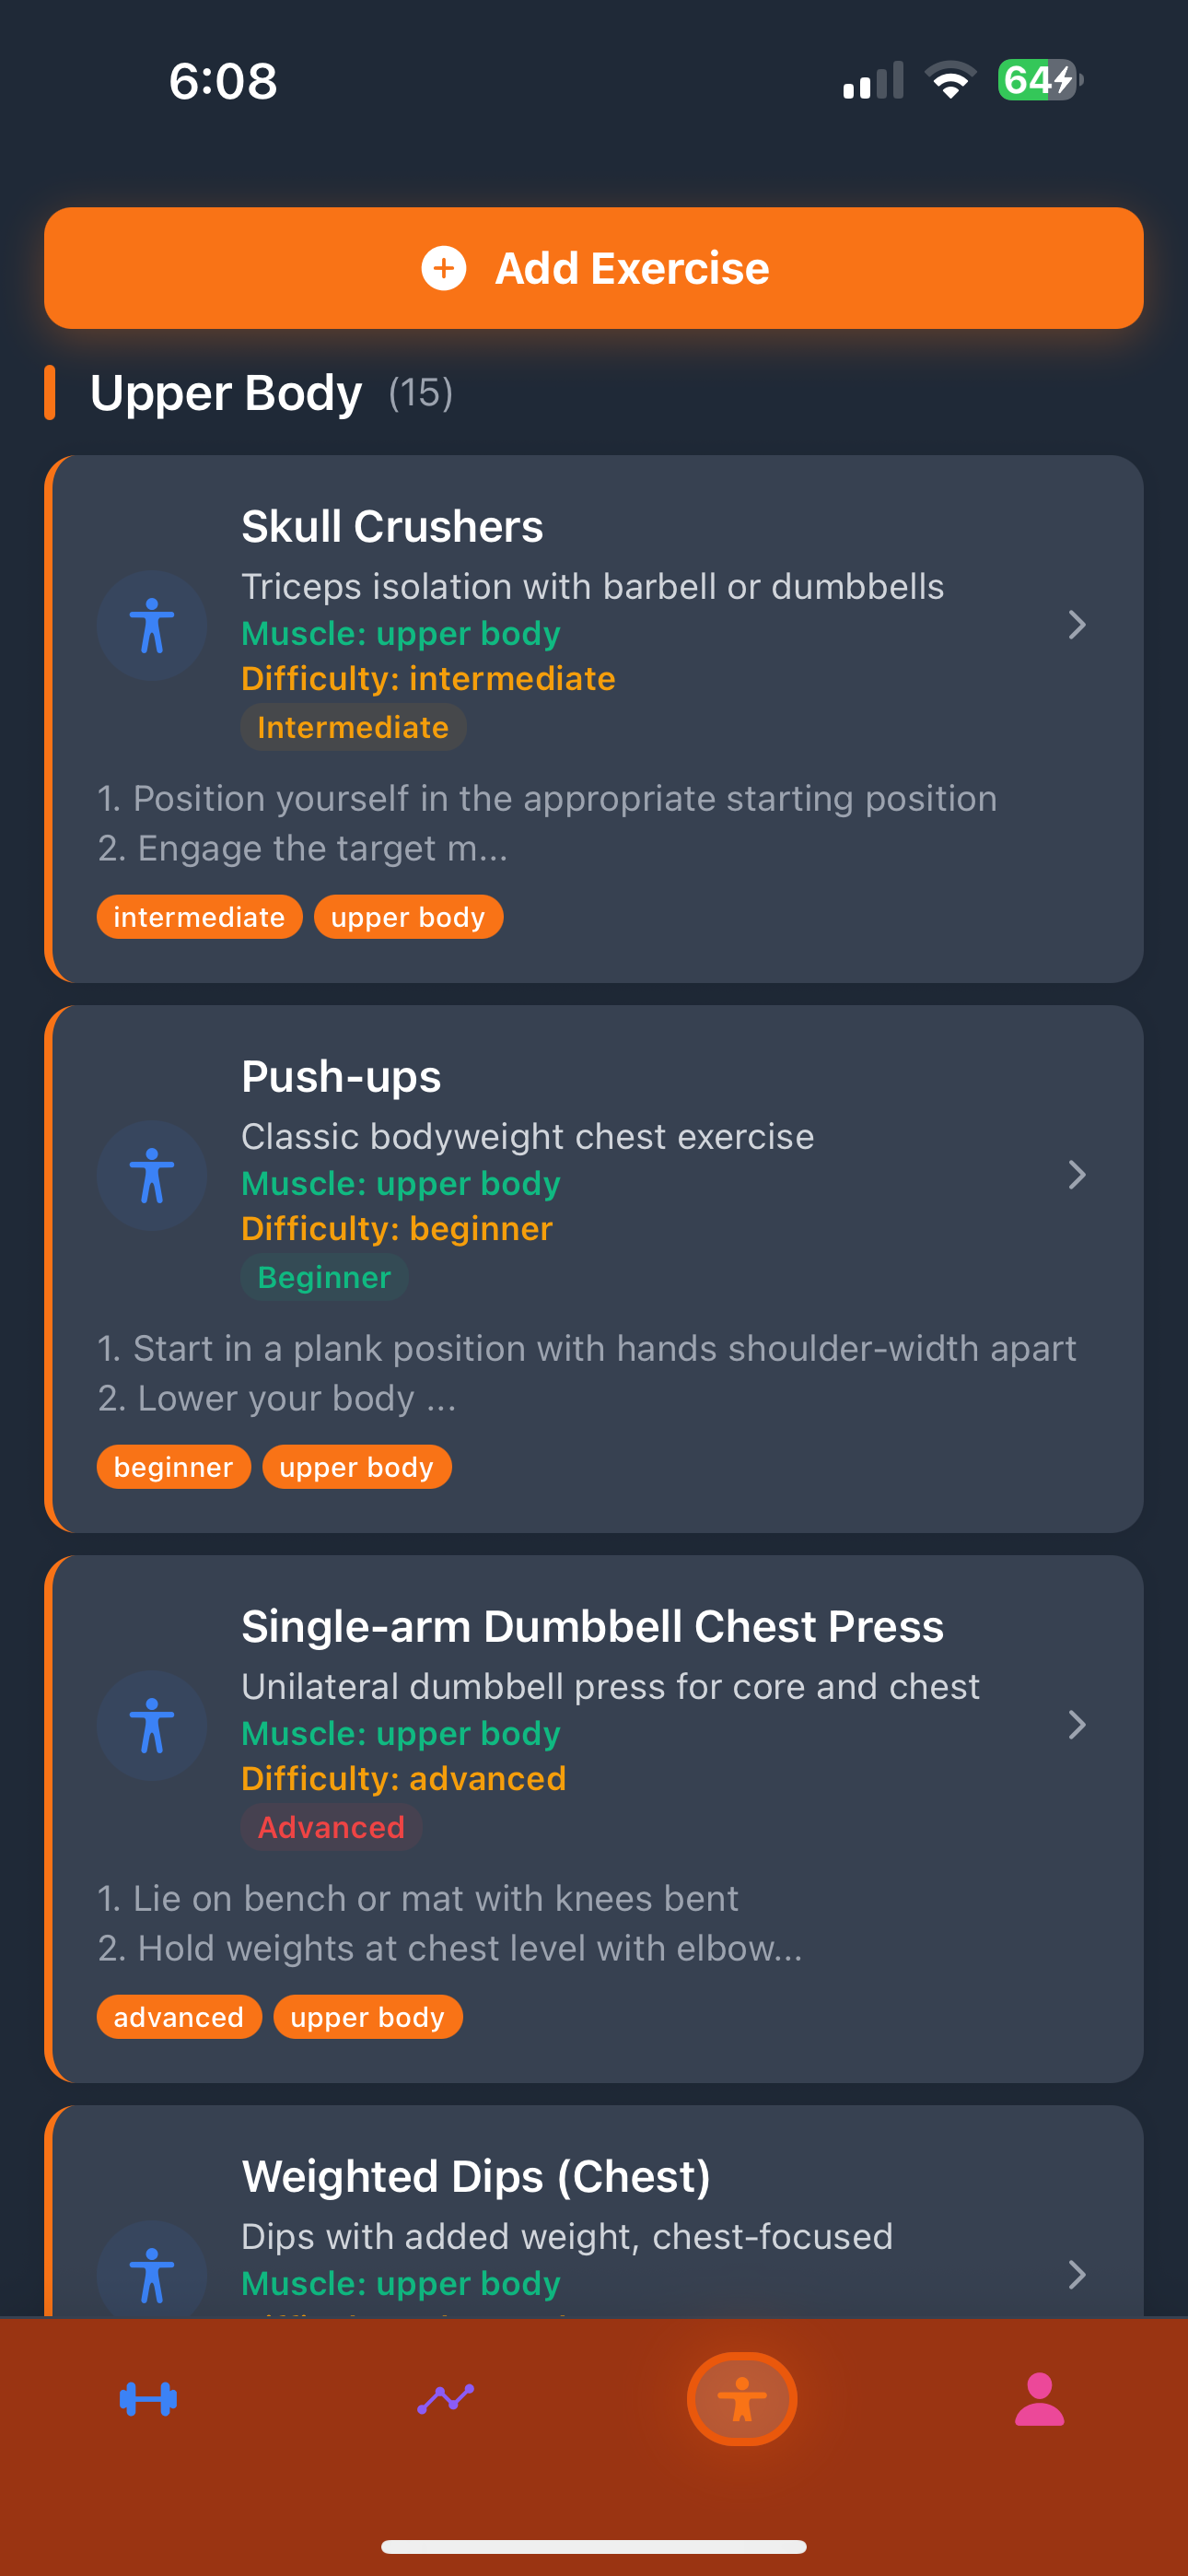 6:08
64
Add Exercise
Upper Body (15)
Skull Crushers
Triceps isolation with barbell or dumbbells
Muscle: upper body
Difficulty: intermediate
Intermediate
1. Position yourself in the appropriate starting position
2. Engage the target m...
intermediate upper body
Push-ups
Classic bodyweight chest exercise
Muscle: upper body
Difficulty: beginner
Beginner
1. Start in a plank position with hands shoulder-width apart
2. Lower your body ...
beginner upper body
Single-arm Dumbbell Chest Press
Unilateral dumbbell press for core and chest
Muscle: upper body
Difficulty: advanced
Advanced
1. Lie on bench or mat with knees bent
2. Hold weights at chest level with elbow...
advanced upper body
Weighted Dips (Chest)
Dips with added weight, chest-focused
Muscle: upper body